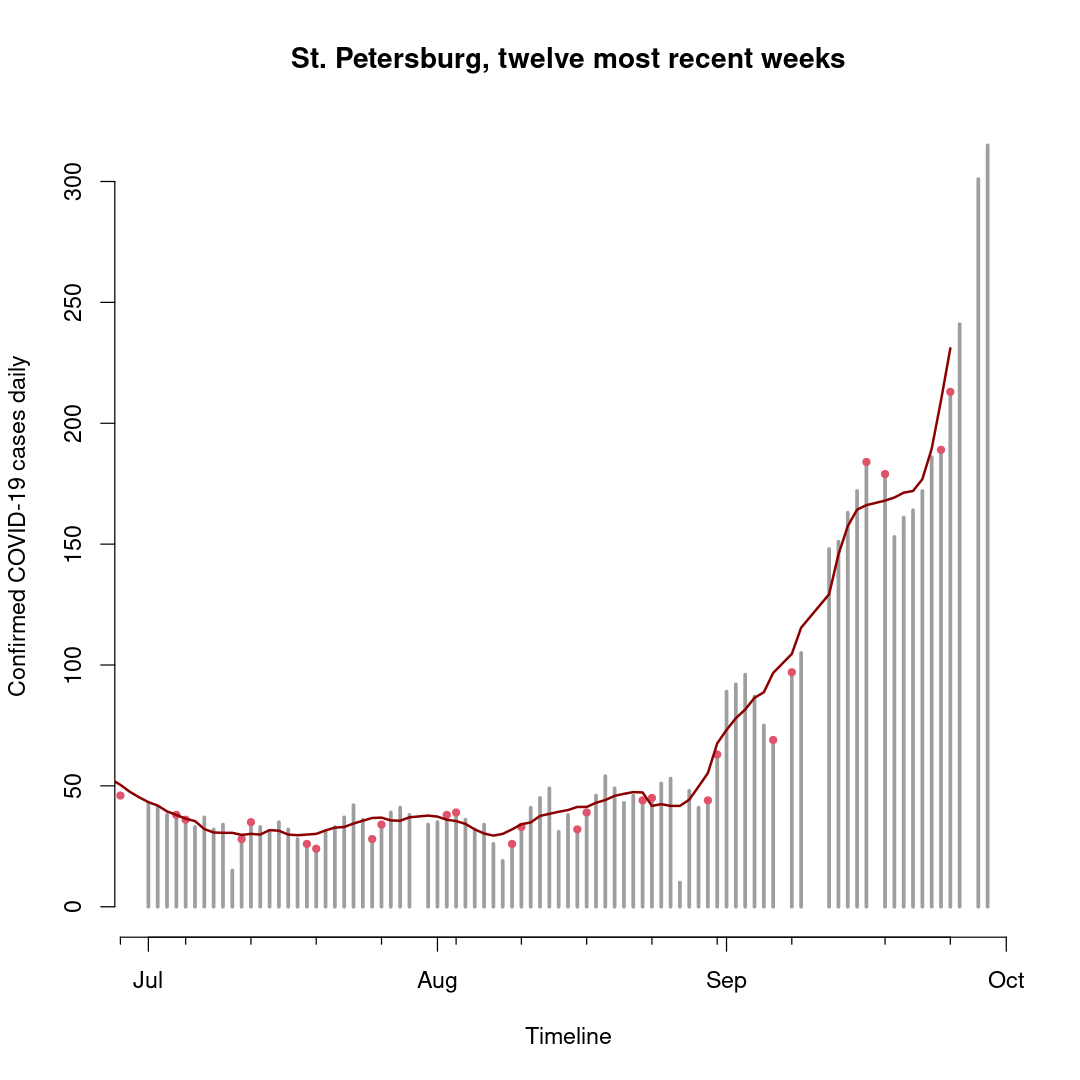 St. Petersburg, twelve most recent weeks
Confirmed COVID-19 cases daily
300
250
200
150
100
50
0
Jul Aug Sep Oct
Timeline